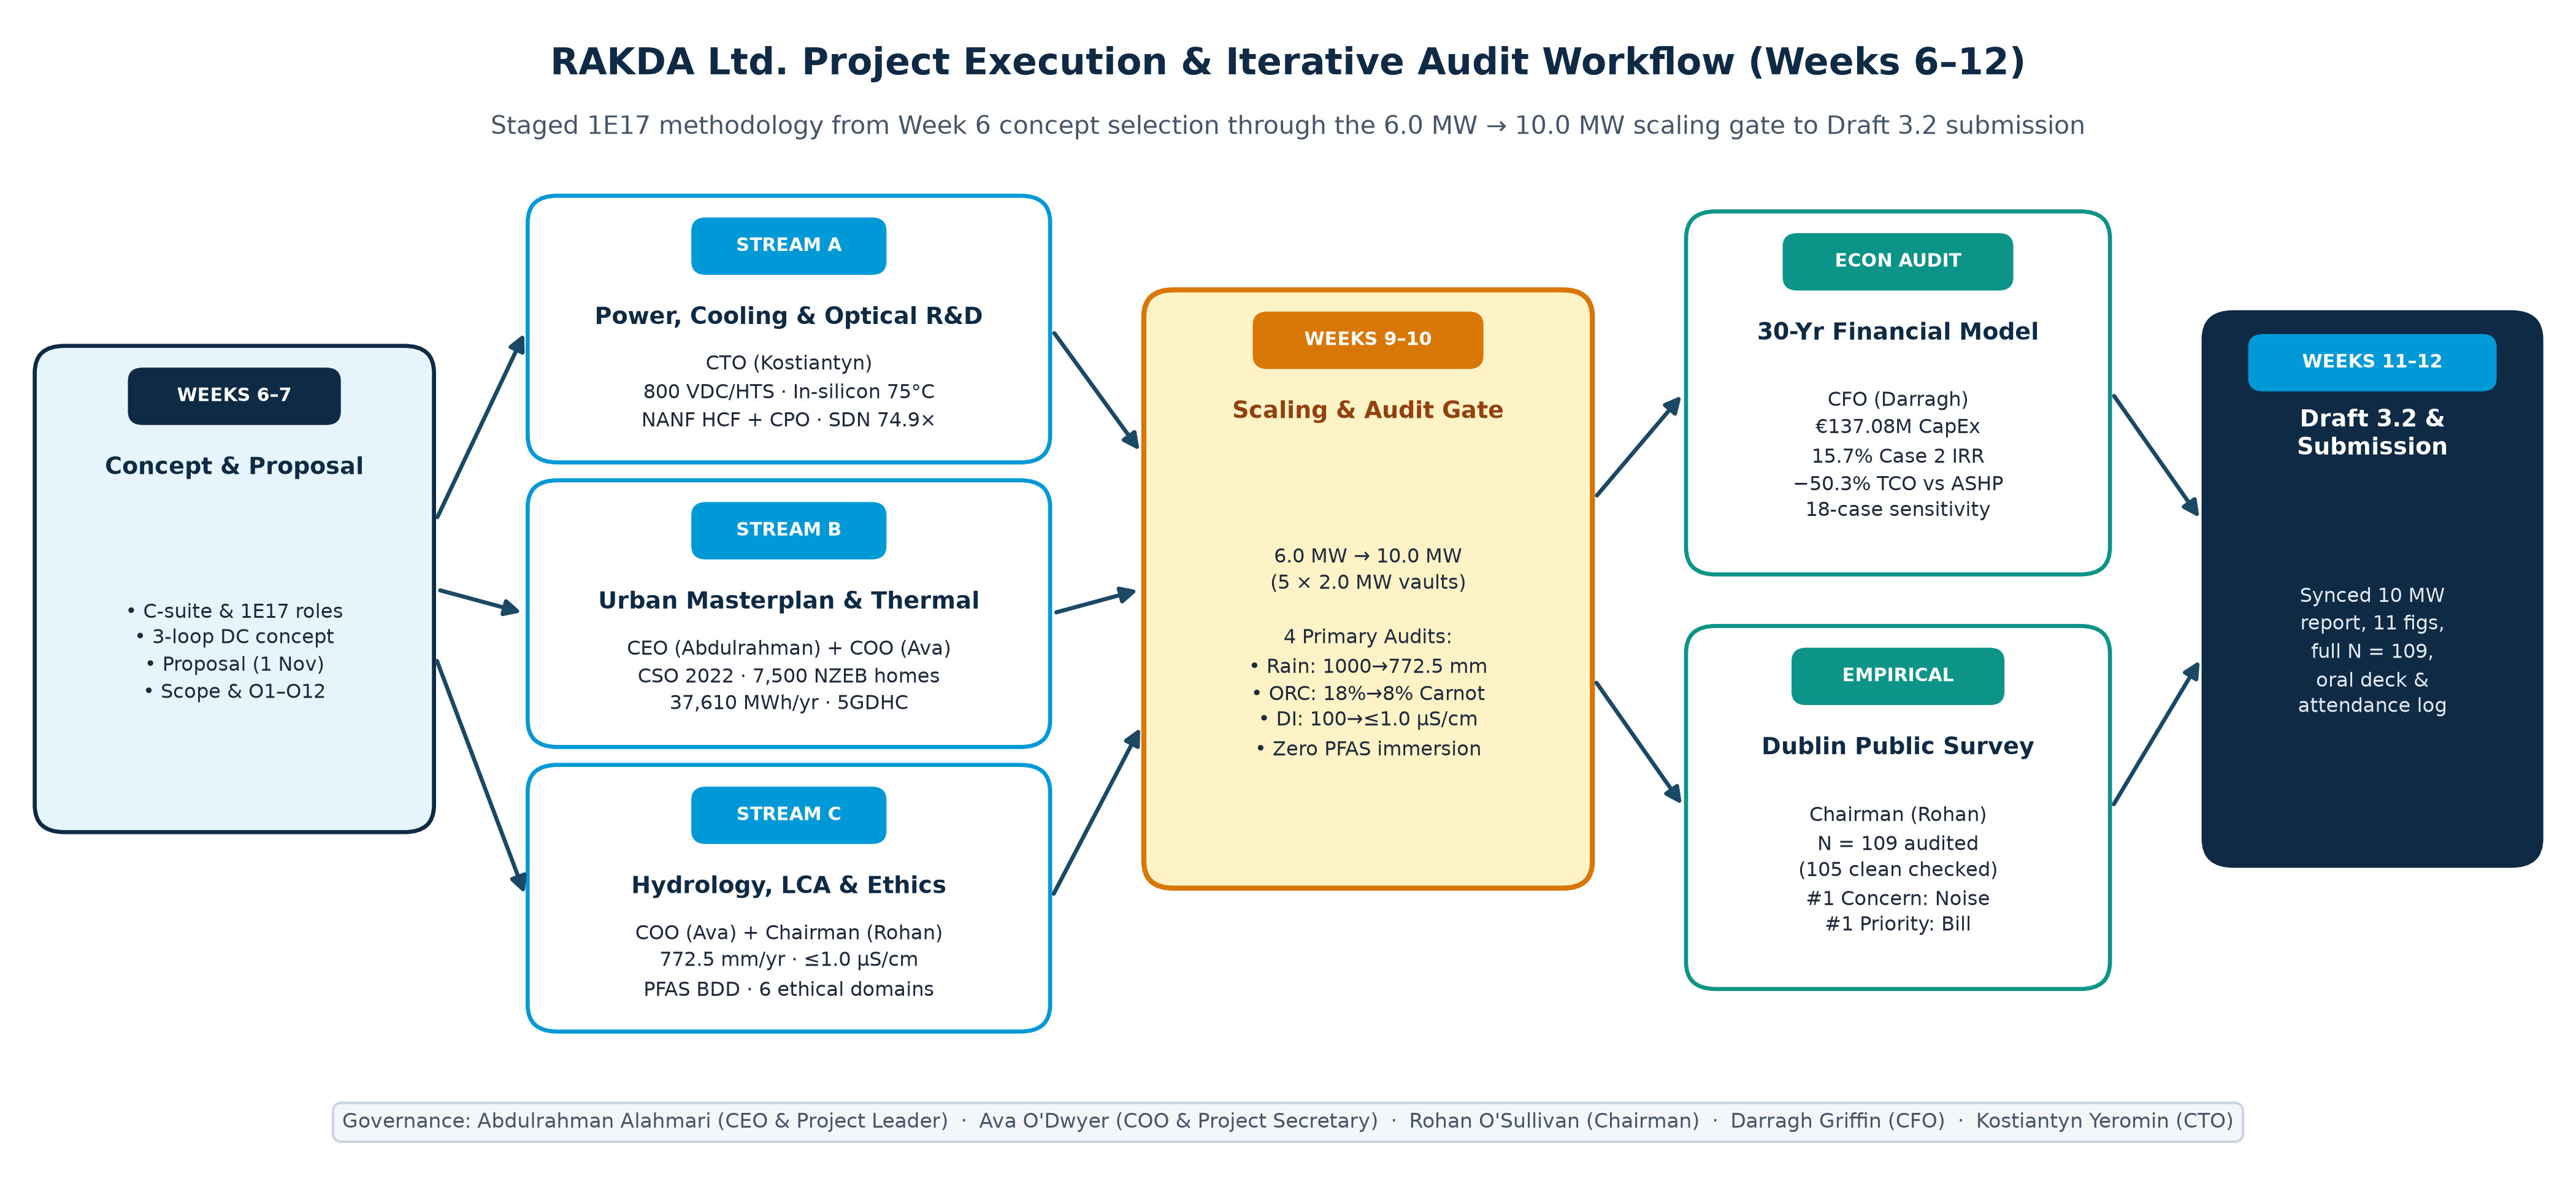 RAKDA Ltd. Project Execution & Iterative Audit Workflow (Weeks 6–12)
Staged 1E17 methodology from Week 6 concept selection through the 6.0 MW → 10.0 MW scaling gate to Draft 3.2 submission
WEEKS 6–7
Concept & Proposal
• C-suite & 1E17 roles
• 3-loop DC concept
• Proposal (1 Nov)
• Scope & O1–O12
STREAM A
Power, Cooling & Optical R&D
CTO (Kostiantyn)
800 VDC/HTS · In-silicon 75°C
NANF HCF + CPO · SDN 74.9×
STREAM B
Urban Masterplan & Thermal
CEO (Abdulrahman) + COO (Ava)
CSO 2022 · 7,500 NZEB homes
37,610 MWh/yr · 5GDHC
STREAM C
Hydrology, LCA & Ethics
COO (Ava) + Chairman (Rohan)
772.5 mm/yr · ≤1.0 µS/cm
PFAS BDD · 6 ethical domains
WEEKS 9–10
Scaling & Audit Gate
6.0 MW → 10.0 MW
(5 × 2.0 MW vaults)
4 Primary Audits:
• Rain: 1000→772.5 mm
• ORC: 18%→8% Carnot
• DI: 100→≤1.0 µS/cm
• Zero PFAS immersion
ECON AUDIT
30-Yr Financial Model
CFO (Darragh)
€137.08M CapEx
15.7% Case 2 IRR
−50.3% TCO vs ASHP
18-case sensitivity
EMPIRICAL
Dublin Public Survey
Chairman (Rohan)
N = 109 audited
(105 clean checked)
#1 Concern: Noise
#1 Priority: Bill
WEEKS 11–12
Draft 3.2 &
Submission
Synced 10 MW
report, 11 figs,
full N = 109,
oral deck &
attendance log
Governance: Abdulrahman Alahmari (CEO & Project Leader) · Ava O'Dwyer (COO & Project Secretary) · Rohan O'Sullivan (Chairman) · Darragh Griffin (CFO) · Kostiantyn Yeromin (CTO)